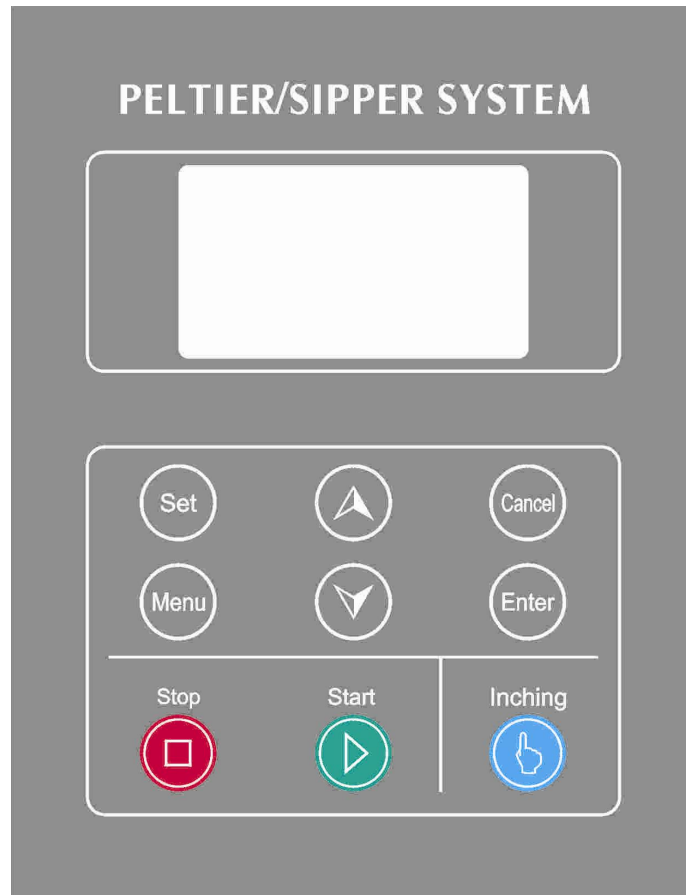 PELTIER/SIPPER SYSTEM
Set
Cancel
Menu
Enter
Stop
Start
Inching